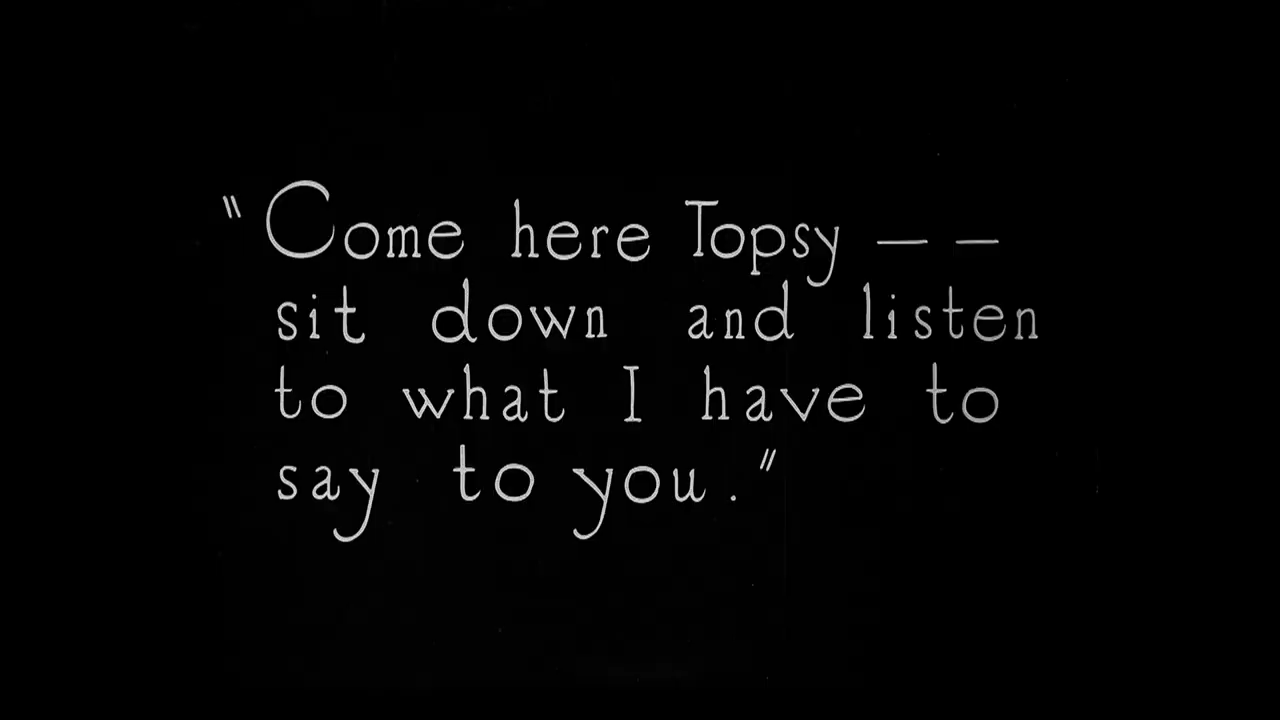 "Come here Topsy — —
sit down and listen
to what I have to
say to you."